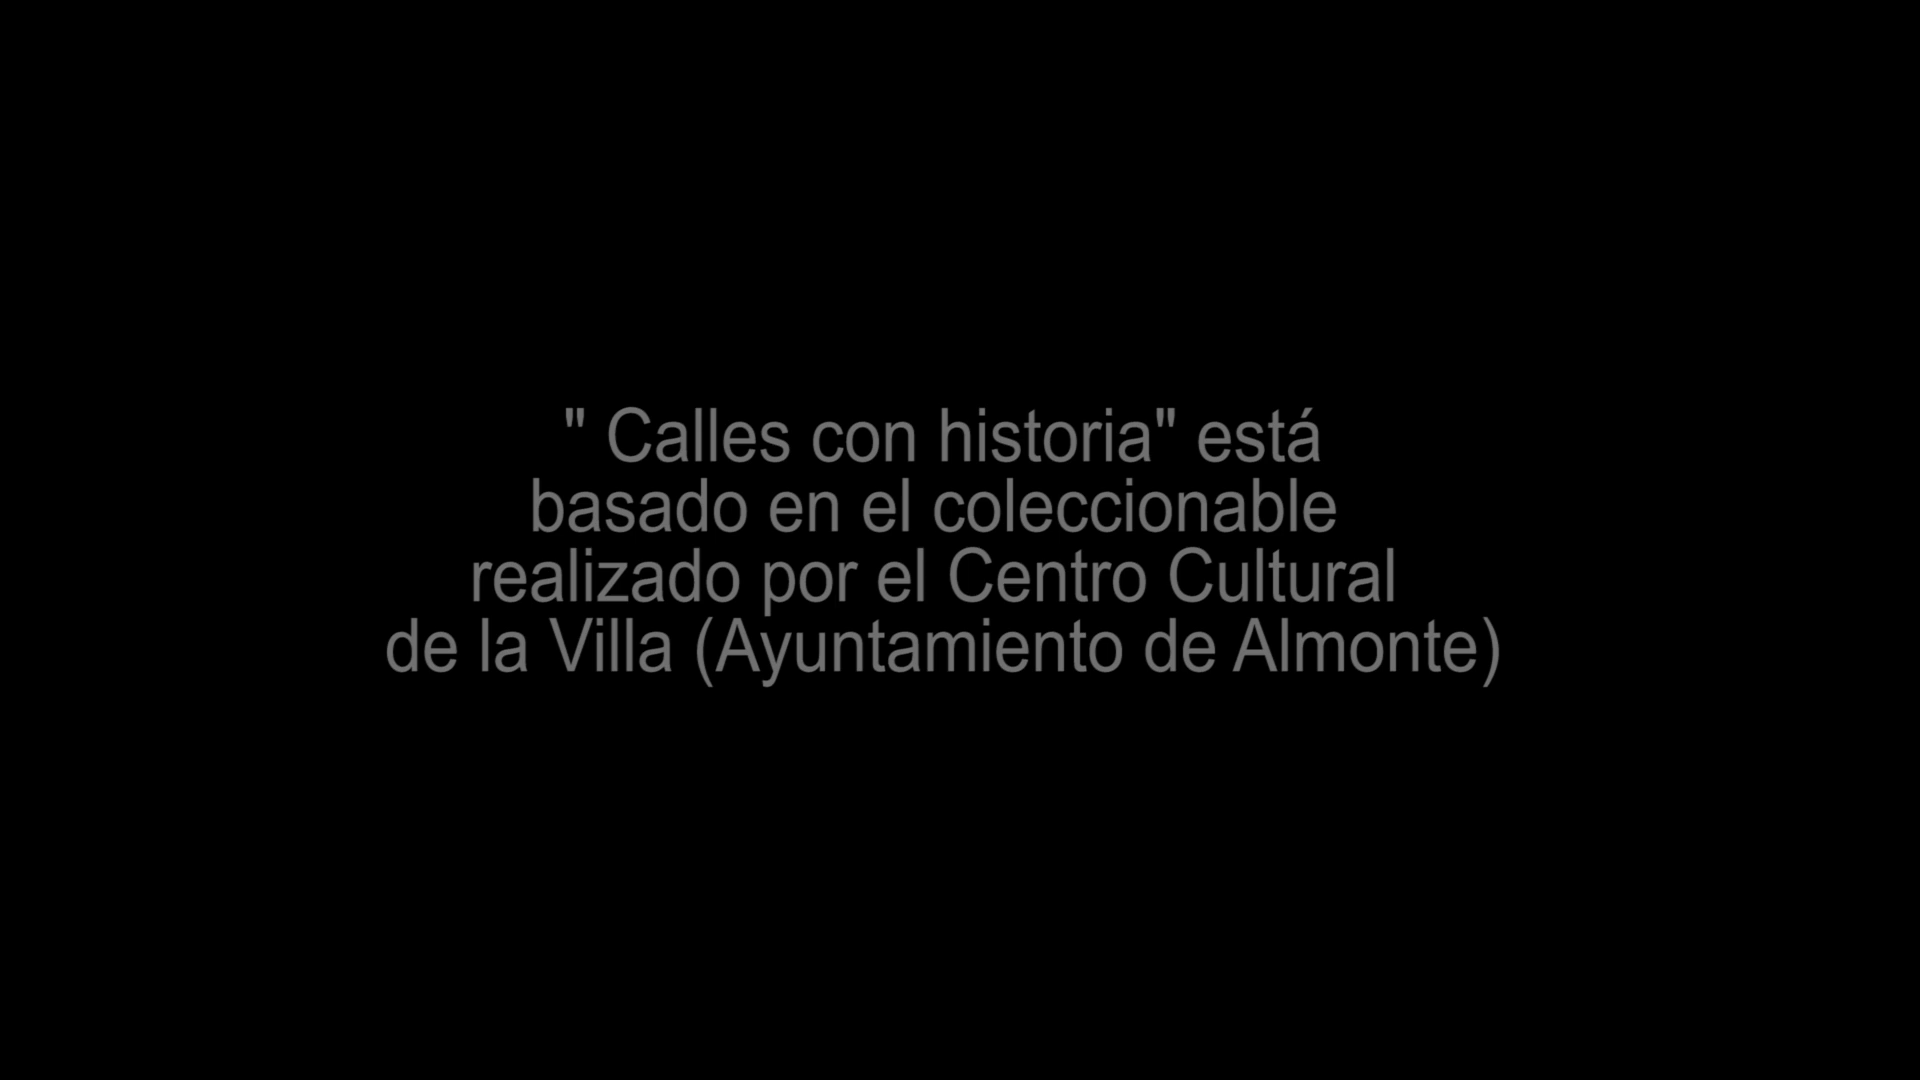 " Calles con historia" está
basado en el coleccionable
realizado por el Centro Cultural
de la Villa (Ayuntamiento de Almonte)